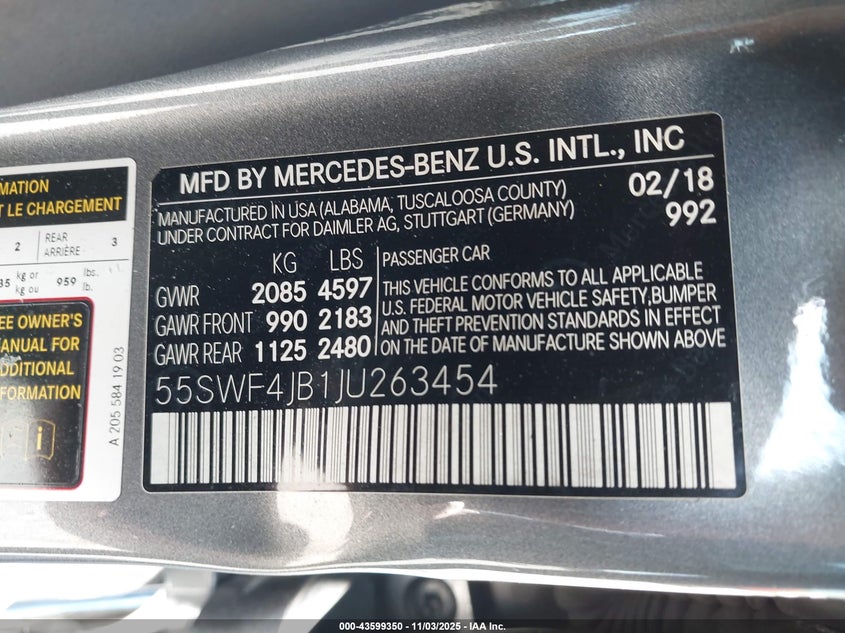 MATION
T LE CHARGEMENT
2 REAR ARRIÈRE 3
35 kg or kg ou 959 lbs. lb.
EE OWNER'S
MANUAL FOR
ADDITIONAL
FORMATION
A 205 584 19 03
MFD BY MERCEDES-BENZ U.S. INTL., INC
MANUFACTURED IN USA (ALABAMA, TUSCALOOSA COUNTY) 02/18
UNDER CONTRACT FOR DAIMLER AG, STUTTGART (GERMANY) 992
KG LBS
GVWR 2085 4597
GAWR FRONT 990 2183
GAWR REAR 1125 2480
PASSENGER CAR
THIS VEHICLE CONFORMS TO ALL APPLICABLE
U.S. FEDERAL MOTOR VEHICLE SAFETY,BUMPER
AND THEFT PREVENTION STANDARDS IN EFFECT
ON THE DATE OF MANUFACTURE SHOWN ABOVE
55SWF4JB1JU263454
000-43599350 - 11/03/2025 - IAA Inc.